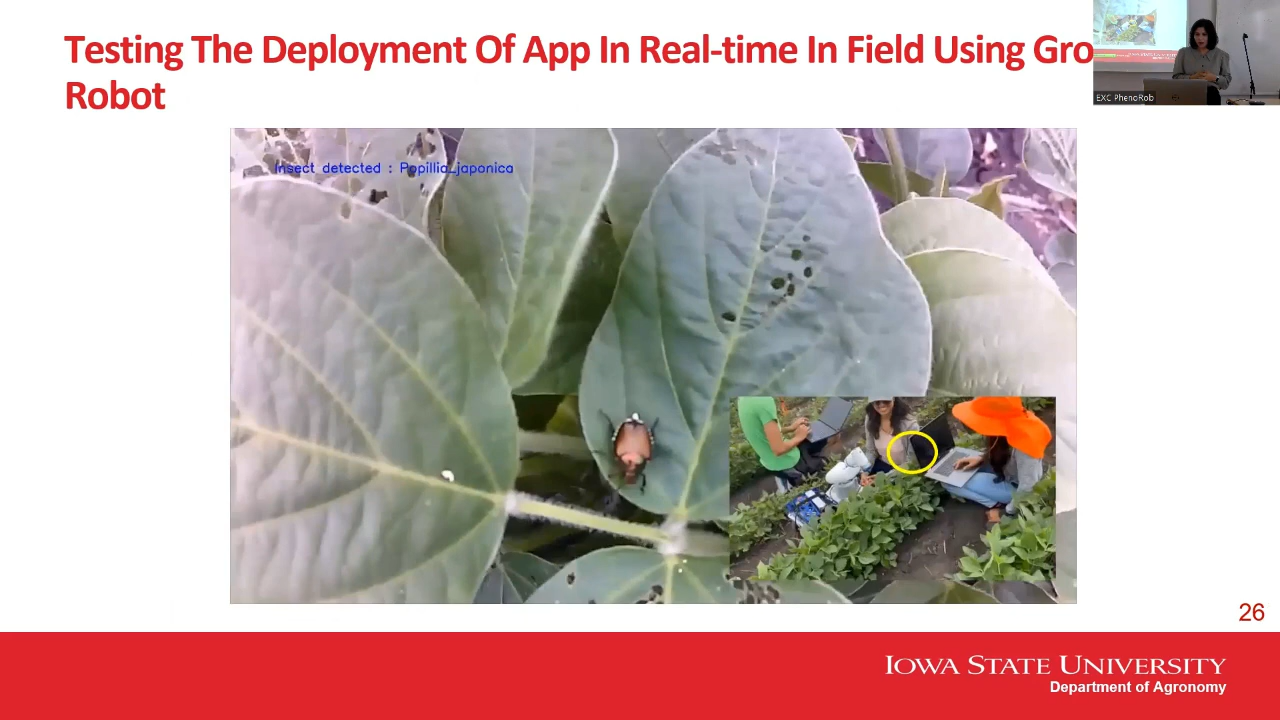 Testing The Deployment Of App In Real-time In Field Using Gro
Robot
EXC PhenoRob
Insect detected : Popillia_japonica
26
IOWA STATE UNIVERSITY
Department of Agronomy